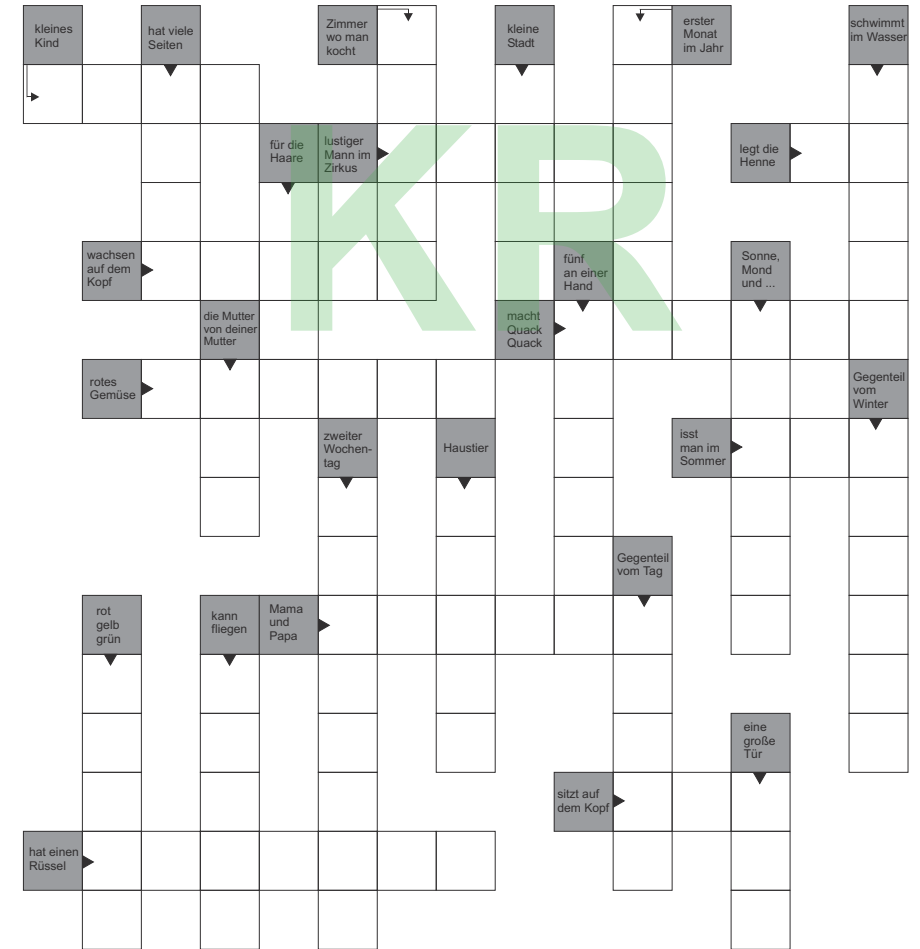 kleines
Kind
hat viele
Seiten
Zimmer
wo man
kocht
kleine
Stadt
erster
Monat
im Jahr
schwimmt
im Wasser
für die
Haare
lustiger
Mann im
Zirkus
legt die
Henne
KR
wachsen
auf dem
Kopf
fünf
an einer
Hand
Sonne,
Mond
und ...
die Mutter
von deiner
Mutter
macht
Quack
Quack
rotes
Gemüse
Gegenteil
vom
Winter
zweiter
Wochen-
tag
Haustier
isst
man im
Sommer
Gegenteil
vom Tag
rot
gelb
grün
kann
fliegen
Mama
und
Papa
eine
große
Tür
sitzt auf
dem Kopf
hat einen
Rüssel